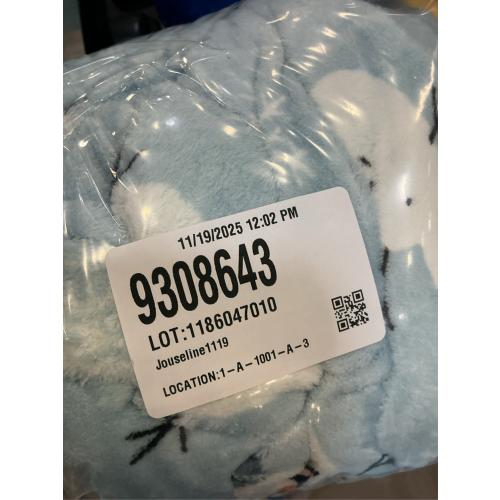 11/19/2025 12:02 PM
9308643
LOT:1186047010
Jouseline1119
LOCATION:1-A-1001-A-3